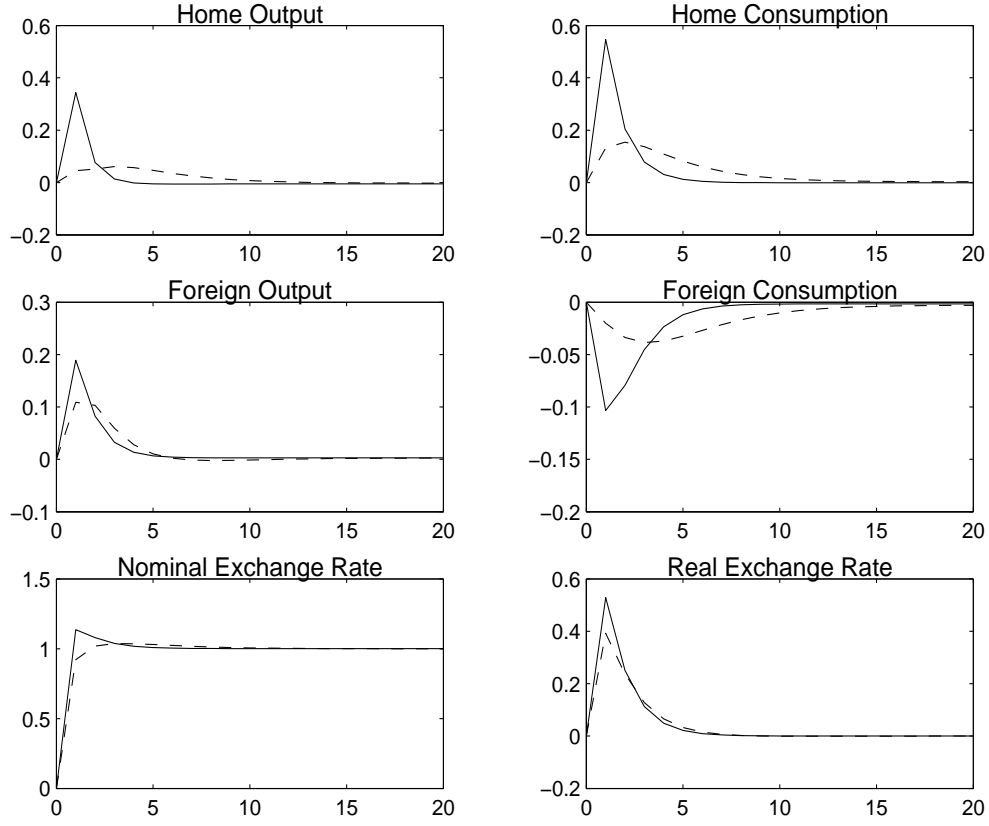 Home Output
0.6
0.4
0.2
0
−0.2
0 5 10 15 20
Home Consumption
0.6
0.4
0.2
0
−0.2
0 5 10 15 20
Foreign Output
0.3
0.2
0.1
0
−0.1
0 5 10 15 20
Foreign Consumption
0
−0.05
−0.1
−0.15
−0.2
0 5 10 15 20
Nominal Exchange Rate
1.5
1
0.5
0
0 5 10 15 20
Real Exchange Rate
0.6
0.4
0.2
0
−0.2
0 5 10 15 20